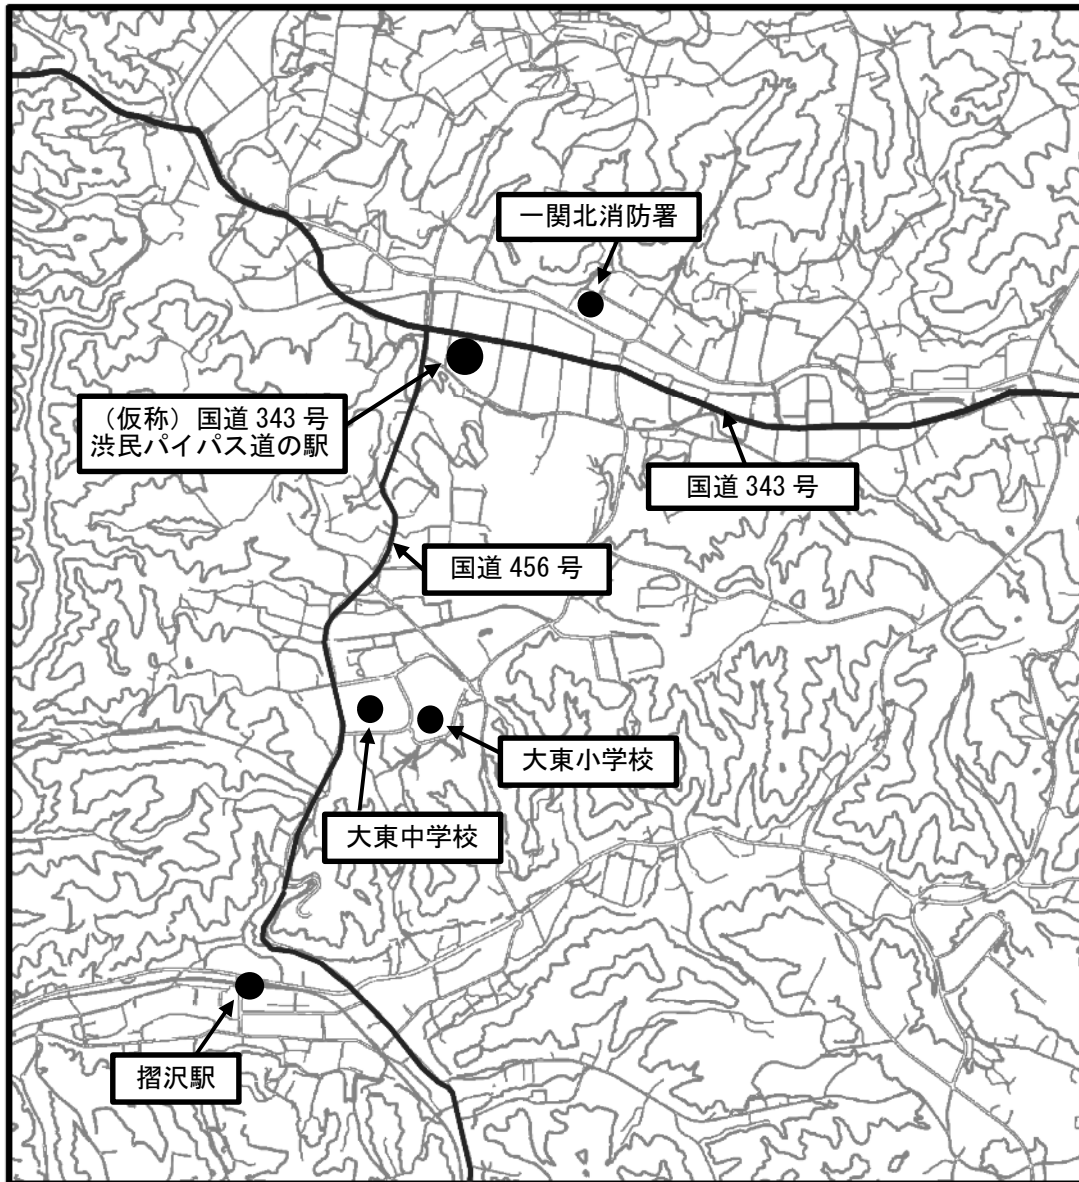 一関北消防署
（仮称）国道 343 号
渋民パイパス道の駅
国道 343 号
国道 456 号
大東小学校
大東中学校
摺沢駅